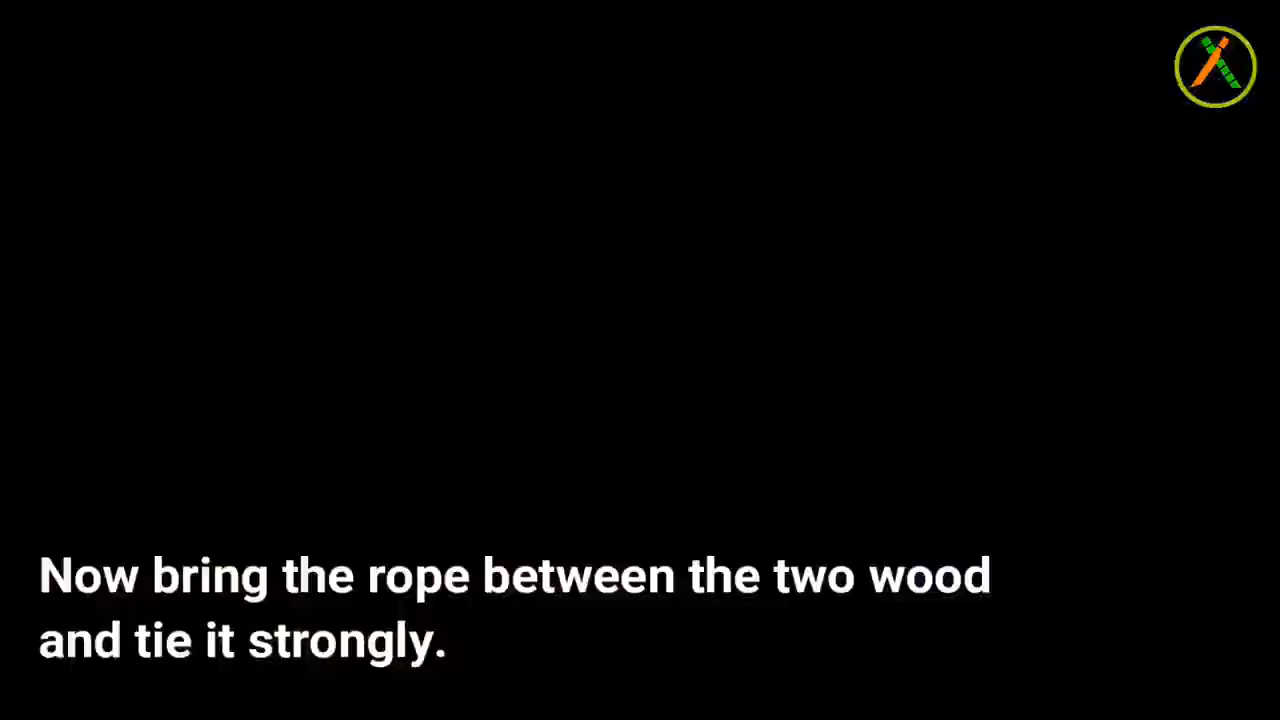 Now bring the rope between the two wood
and tie it strongly.